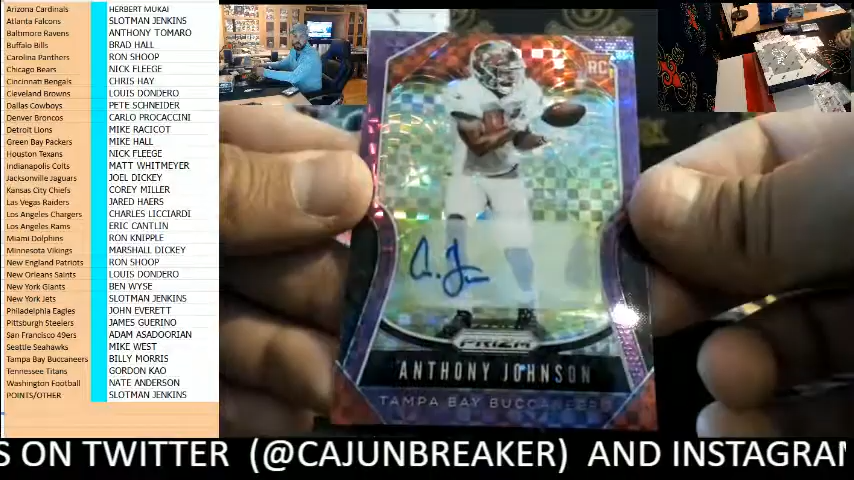 Arizona Cardinals HERBERT MUKAI
Atlanta Falcons SLOTMAN JENKINS
Baltimore Ravens ANTHONY TOMARO
Buffalo Bills BRAD HALL
Carolina Panthers RON SHOOP
Chicago Bears NICK FLEEGE
Cincinnati Bengals CHRIS HAY
Cleveland Browns LOUIS DONDERO
Dallas Cowboys PETE SCHNEIDER
Denver Broncos CARLO PROCACCINI
Detroit Lions MIKE RACICOT
Green Bay Packers MIKE HALL
Houston Texans NICK FLEEGE
Indianapolis Colts MATT WHITMEYER
Jacksonville Jaguars JOEL DICKEY
Kansas City Chiefs COREY MILLER
Las Vegas Raiders JARED HAERS
Los Angeles Chargers CHARLES LICCIARDI
Los Angeles Rams ERIC CANTLIN
Miami Dolphins RON KNIPPLE
Minnesota Vikings MARSHALL DICKEY
New England Patriots RON SHOOP
New Orleans Saints LOUIS DONDERO
New York Giants BEN WYSE
New York Jets SLOTMAN JENKINS
Philadelphia Eagles JOHN EVERETT
Pittsburgh Steelers JAMES GUERINO
San Francisco 49ers ADAM ASADOORIAN
Seattle Seahawks MIKE WEST
Tampa Bay Buccaneers BILLY MORRIS
Tennessee Titans GORDON KAO
Washington Football NATE ANDERSON
POINTS/OTHER SLOTMAN JENKINS
RC
PRIZM
ANTHONY JOHNSON
TAMPA BAY BUCCANEERS
S ON TWITTER (@CAJUNBREAKER) AND INSTAGRAM